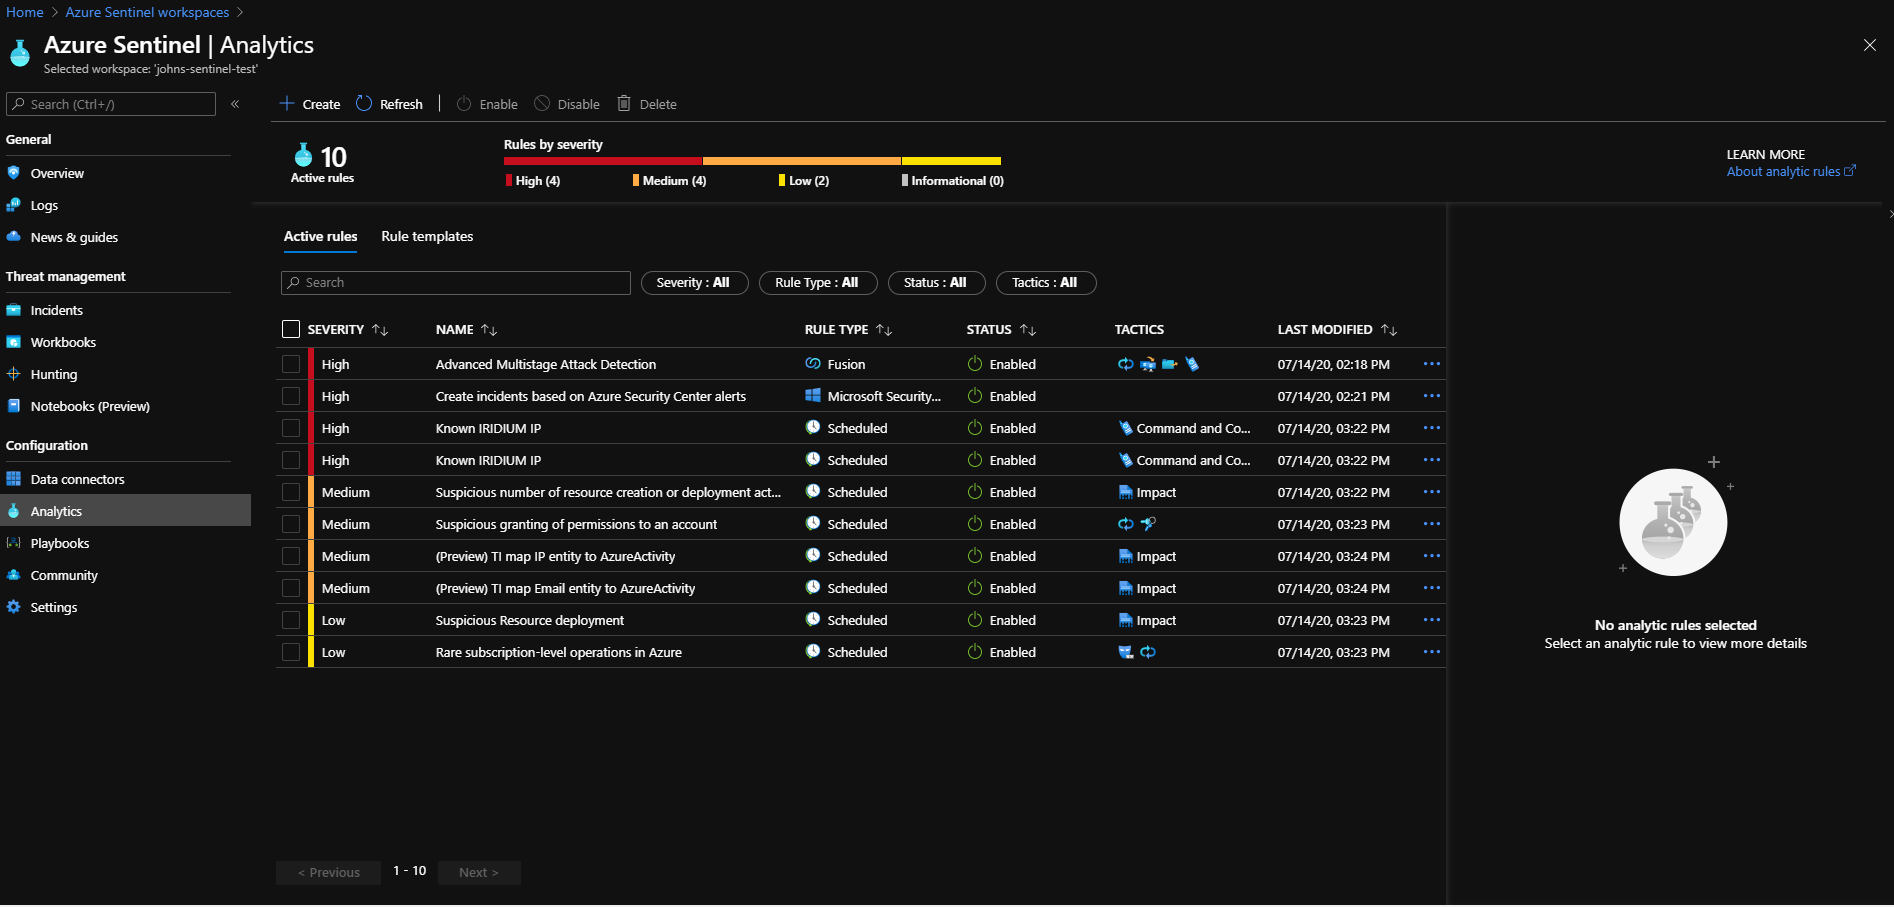 Home > Azure Sentinel workspaces >
Azure Sentinel | Analytics
Selected workspace: 'johns-sentinel-test'
Search (Ctrl+/) «
General
Overview
Logs
News & guides
Threat management
Incidents
Workbooks
Hunting
Notebooks (Preview)
Configuration
Data connectors
Analytics
Playbooks
Community
Settings
Create Refresh | Enable Disable Delete
10
Active rules
Rules by severity
High (4) Medium (4) Low (2) Informational (0)
LEARN MORE
About analytic rules
Active rules Rule templates
Search Severity : All Rule Type : All Status : All Tactics : All
SEVERITY NAME RULE TYPE STATUS TACTICS LAST MODIFIED
High Advanced Multistage Attack Detection Fusion Enabled 07/14/20, 02:18 PM ...
High Create incidents based on Azure Security Center alerts Microsoft Security... Enabled 07/14/20, 02:21 PM ...
High Known IRIDIUM IP Scheduled Enabled Command and Co... 07/14/20, 03:22 PM ...
High Known IRIDIUM IP Scheduled Enabled Command and Co... 07/14/20, 03:22 PM ...
Medium Suspicious number of resource creation or deployment act... Scheduled Enabled Impact 07/14/20, 03:22 PM ...
Medium Suspicious granting of permissions to an account Scheduled Enabled 07/14/20, 03:23 PM ...
Medium (Preview) TI map IP entity to AzureActivity Scheduled Enabled Impact 07/14/20, 03:24 PM ...
Medium (Preview) TI map Email entity to AzureActivity Scheduled Enabled Impact 07/14/20, 03:24 PM ...
Low Suspicious Resource deployment Scheduled Enabled Impact 07/14/20, 03:23 PM ...
Low Rare subscription-level operations in Azure Scheduled Enabled 07/14/20, 03:23 PM ...
No analytic rules selected
Select an analytic rule to view more details
< Previous 1 - 10 Next >